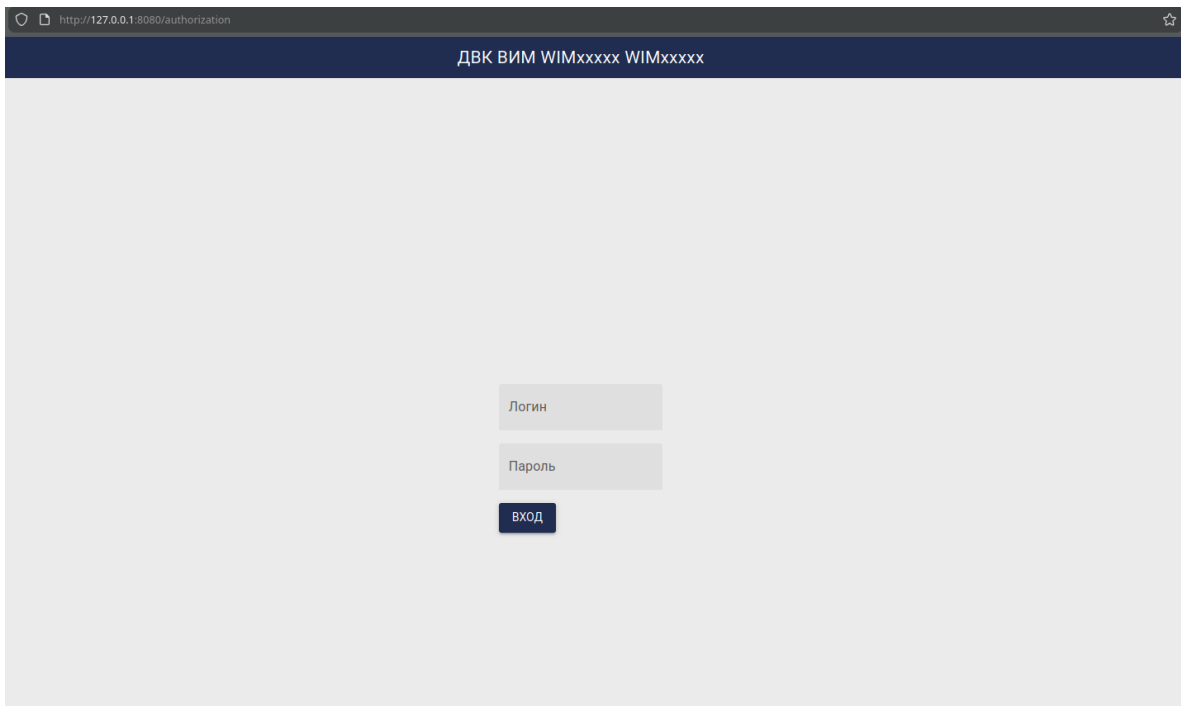 http://127.0.0.1:8080/authorization
ДВК ВИМ WIMxxxxx WIMxxxxx
Логин
Пароль
ВХОД